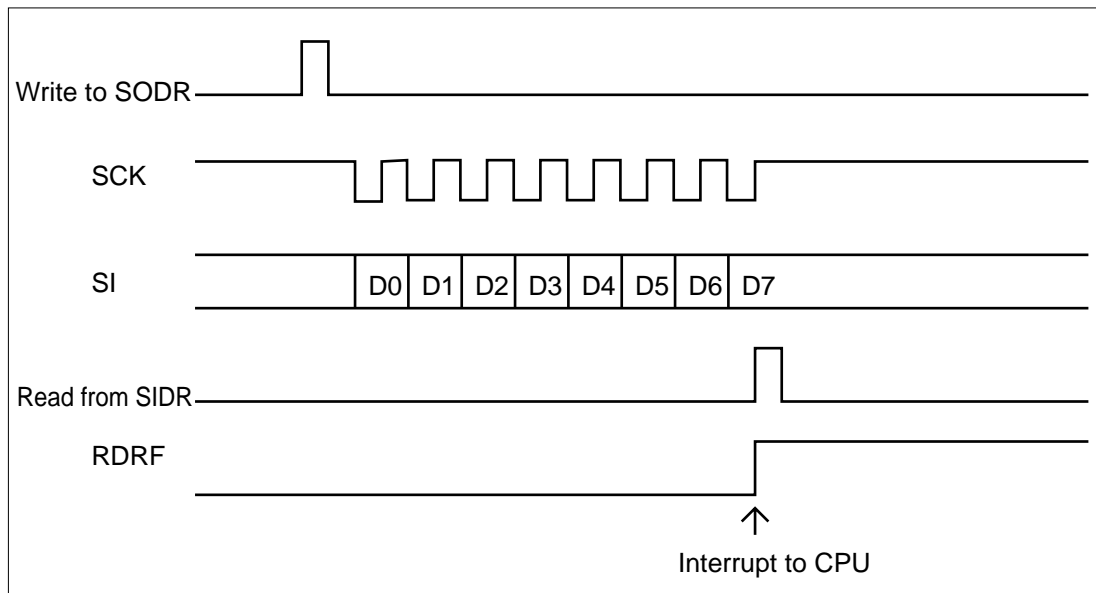 Write to SODR
SCK
SI
D0 D1 D2 D3 D4 D5 D6 D7
Read from SIDR
RDRF
Interrupt to CPU